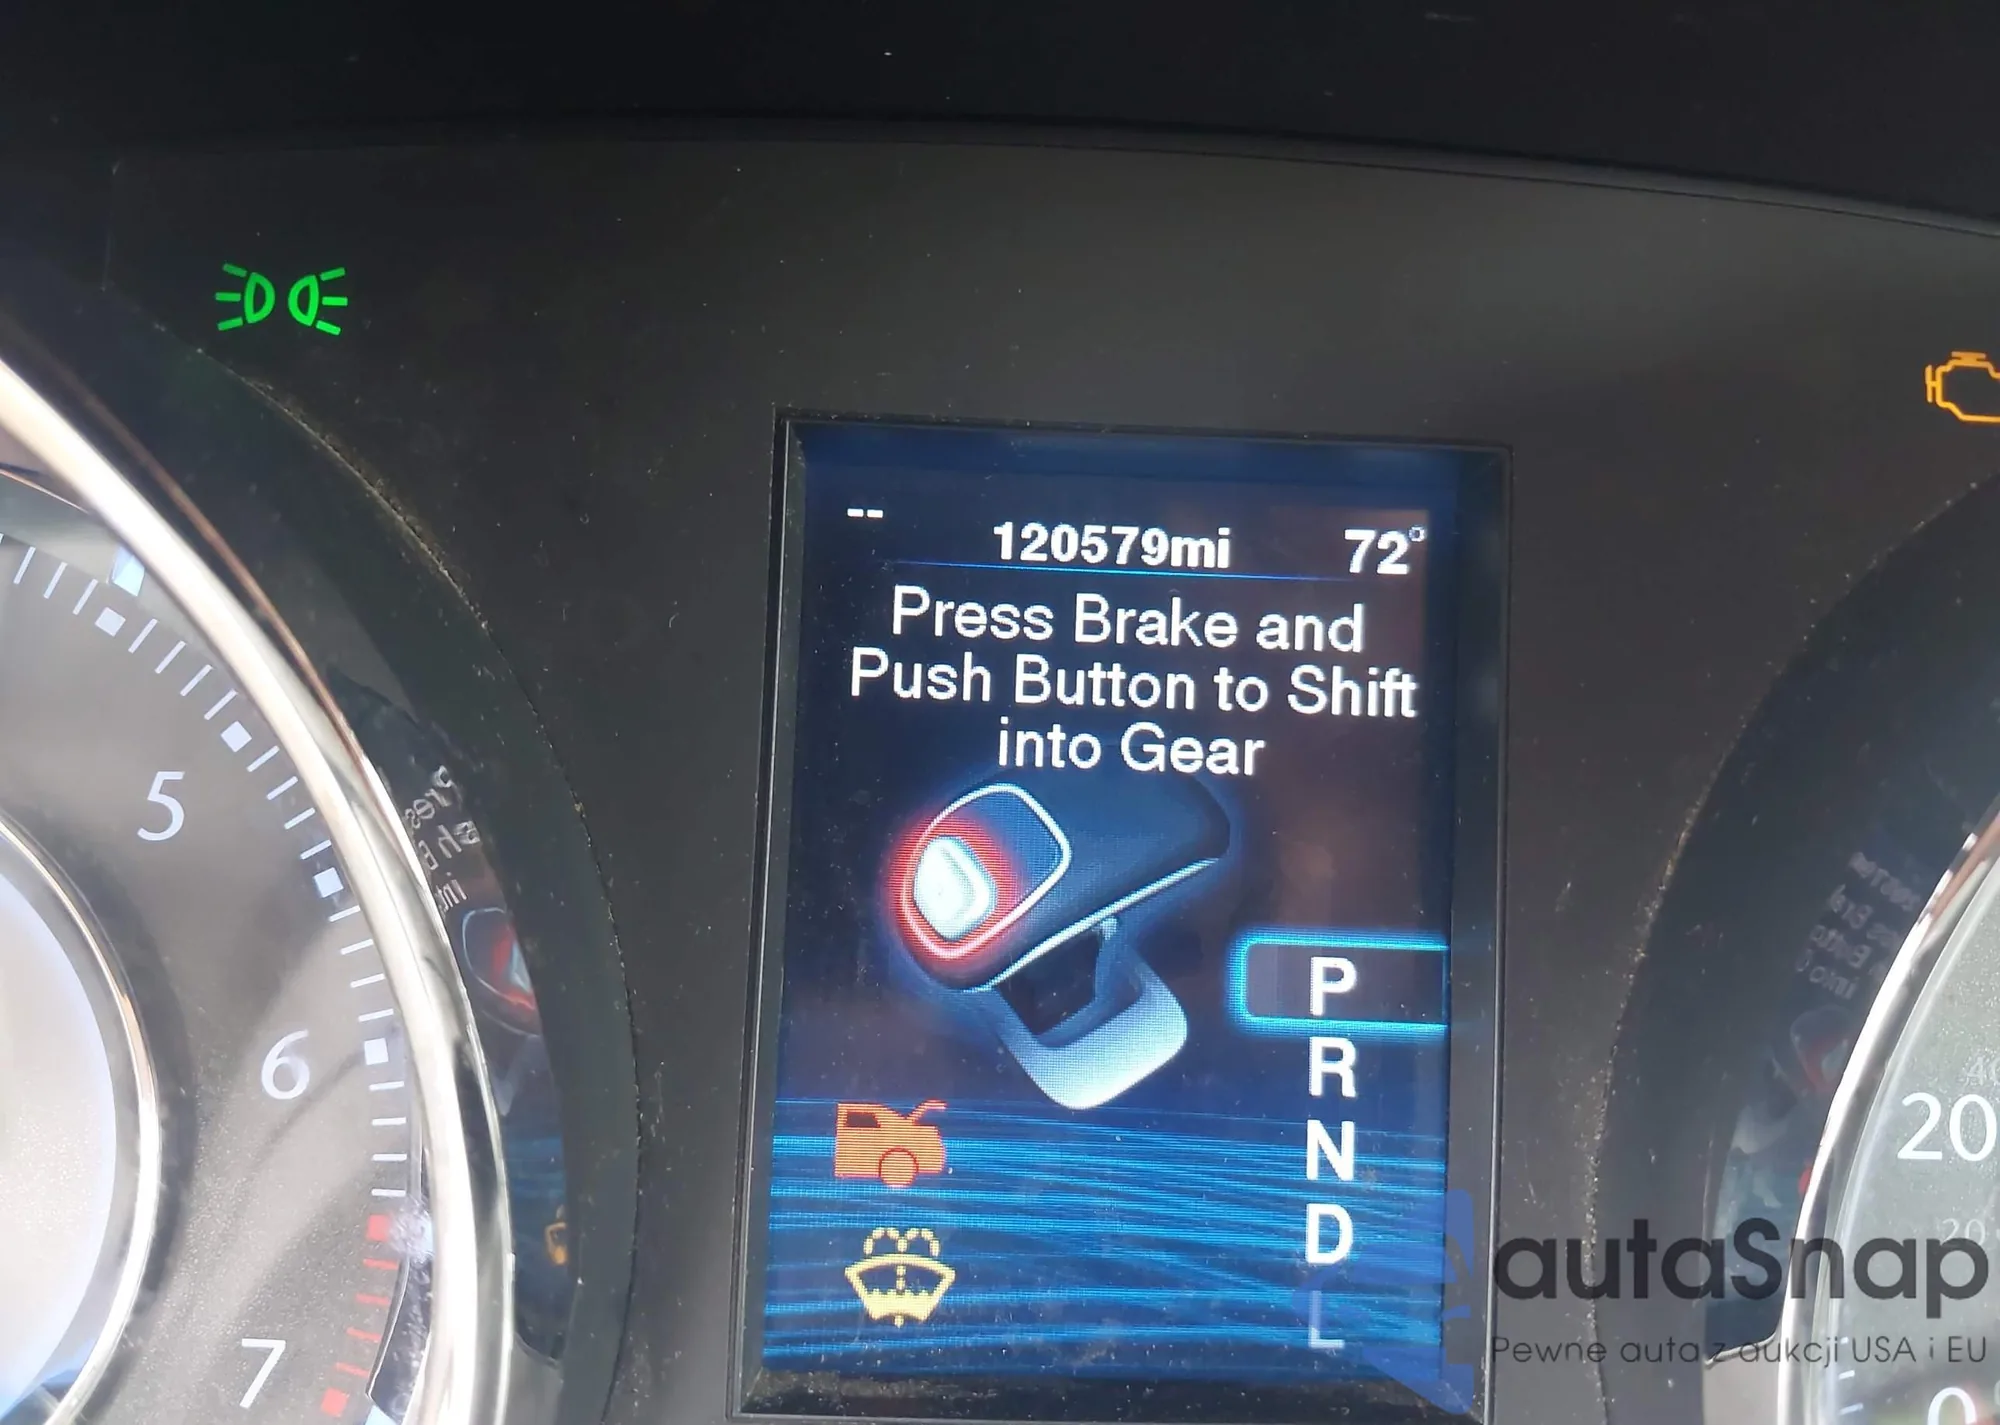 --
120579mi 72°
Press Brake and
Push Button to Shift
into Gear
P
R
N
D
L
5
6
7
20
0
autaSnap
Pewne auta z aukcji USA i EU